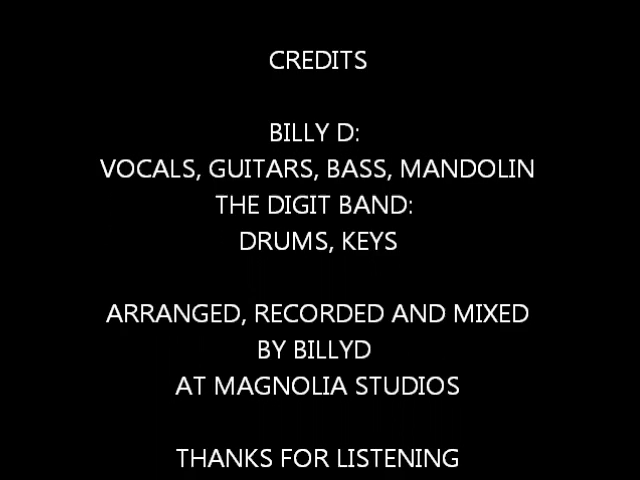 CREDITS
BILLY D:
VOCALS, GUITARS, BASS, MANDOLIN
THE DIGIT BAND:
DRUMS, KEYS
ARRANGED, RECORDED AND MIXED
BY BILLYD
AT MAGNOLIA STUDIOS
THANKS FOR LISTENING